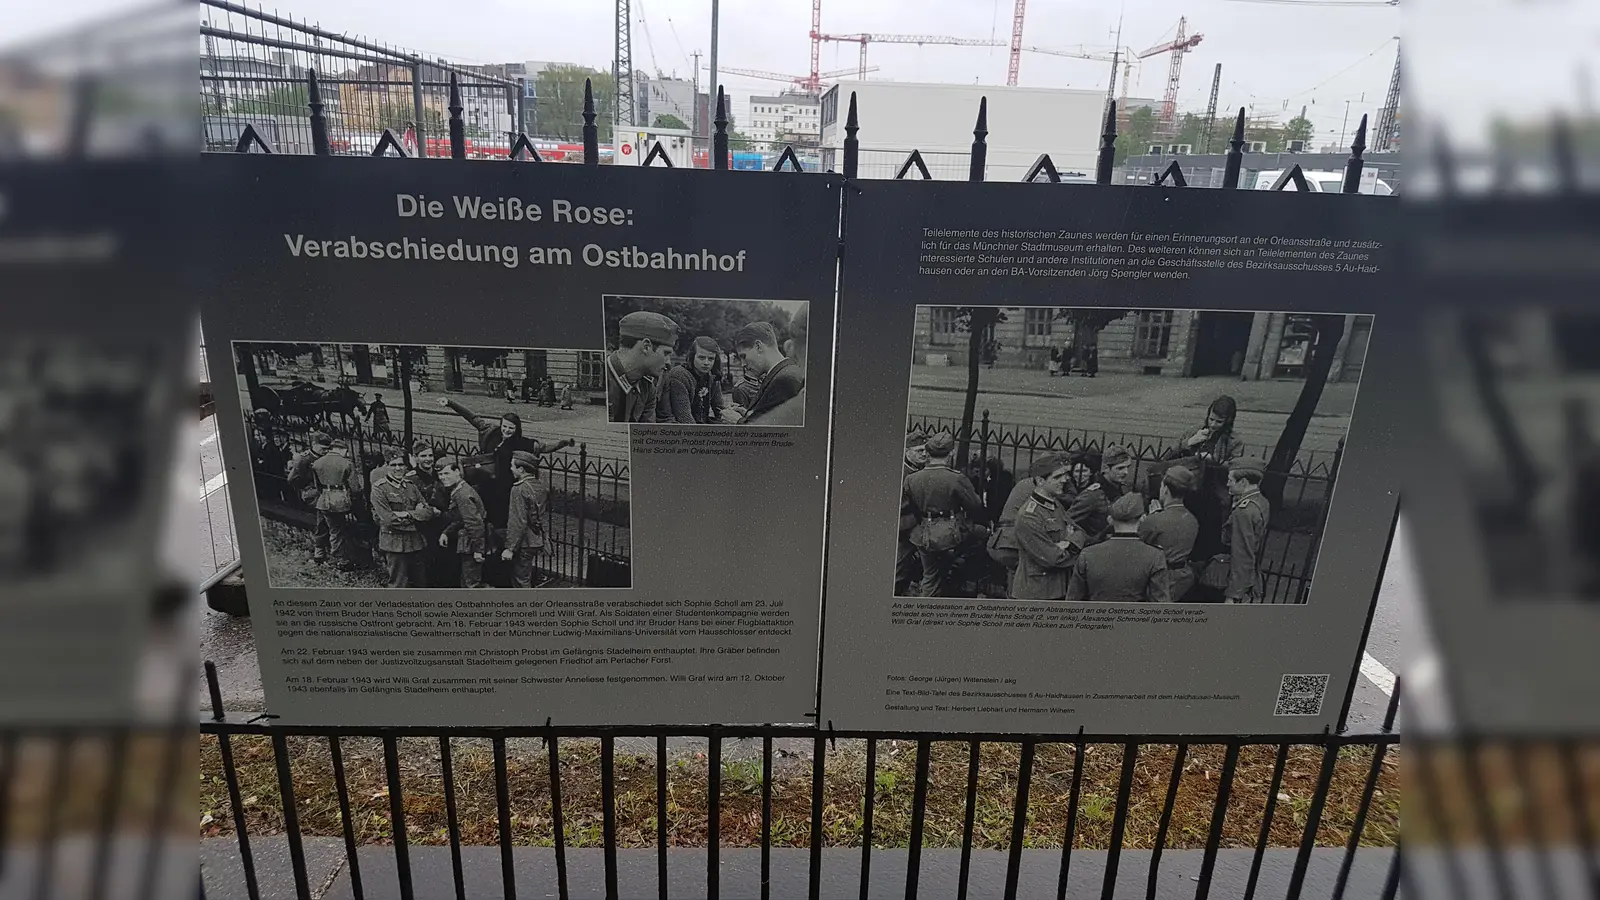 Die Weiße Rose:
Verabschiedung am Ostbahnhof
Sophie Scholl verabschiedet sich zusammen
mit Christoph Probst (rechts) von ihrem Bruder
Hans Scholl am Orleansplatz.
An diesem Zaun vor der Verladestation des Ostbahnhofes an der Orleansstraße verabschiedet sich Sophie Scholl am 23. Juli
1942 von ihrem Bruder Hans Scholl sowie Alexander Schmorell und Willi Graf. Als Soldaten einer Studentenkompagnie werden
sie an die russische Ostfront gebracht. Am 18. Februar 1943 werden Sophie Scholl und ihr Bruder Hans bei einer Flugblattaktion
gegen die nationalsozialistische Gewaltherrschaft in der Münchner Ludwig-Maximilians-Universität vom Hausschlosser entdeckt.
Am 22. Februar 1943 werden sie zusammen mit Christoph Probst im Gefängnis Stadelheim enthauptet. Ihre Gräber befinden
sich auf dem neben der Justizvollzugsanstalt Stadelheim gelegenen Friedhof am Perlacher Forst.
Am 18. Februar 1943 wird Willi Graf zusammen mit seiner Schwester Anneliese festgenommen. Willi Graf wird am 12. Oktober
1943 ebenfalls im Gefängnis Stadelheim enthauptet.
Teilelemente des historischen Zaunes werden für einen Erinnerungsort an der Orleansstraße und zusätz-
lich für das Münchner Stadtmuseum erhalten. Des weiteren können sich an Teilelementen des Zaunes
interessierte Schulen und andere Institutionen an die Geschäftsstelle des Bezirksausschusses 5 Au-Haid-
hausen oder an den BA-Vorsitzenden Jörg Spengler wenden.
An der Verladestation am Ostbahnhof vor dem Abtransport an die Ostfront. Sophie Scholl verab-
schiedet sich von ihrem Bruder Hans Scholl (2. von links), Alexander Schmorell (ganz rechts) und
Willi Graf (direkt vor Sophie Scholl mit dem Rücken zum Fotografen).
Fotos: George (Jürgen) Wittenstein / akg
Eine Text-Bild-Tafel des Bezirksausschusses 5 Au-Haidhausen in Zusammenarbeit mit dem Haidhausen-Museum.
Gestaltung und Text: Herbert Liebhart und Hermann Wilhelm